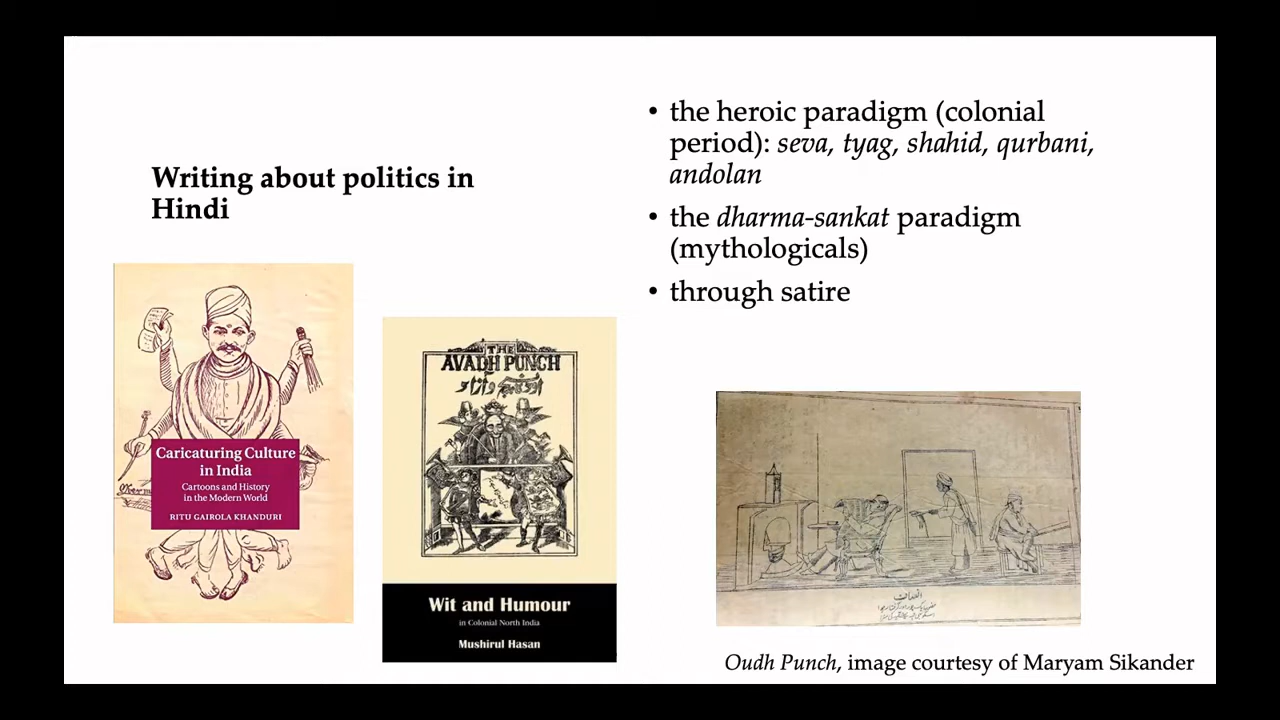 Writing about politics in
Hindi
• the heroic paradigm (colonial
period): seva, tyag, shahid, qurbani,
andolan
• the dharma-sankat paradigm
(mythologicals)
• through satire
Caricaturing Culture
in India
Cartoons and History
in the Modern World
RITU GAIROLA KHANDURI
THE
AVADH PUNCH
Wit and Humour
in Colonial North India
Mushirul Hasan
Oudh Punch, image courtesy of Maryam Sikander